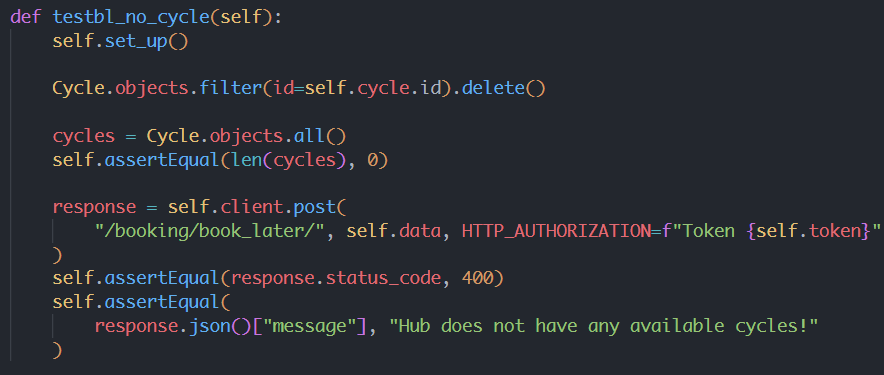 def testbl_no_cycle(self):
    self.set_up()

    Cycle.objects.filter(id=self.cycle.id).delete()

    cycles = Cycle.objects.all()
    self.assertEqual(len(cycles), 0)

    response = self.client.post(
        "/booking/book_later/", self.data, HTTP_AUTHORIZATION=f"Token {self.token}"
    )
    self.assertEqual(response.status_code, 400)
    self.assertEqual(
        response.json()["message"], "Hub does not have any available cycles!"
    )